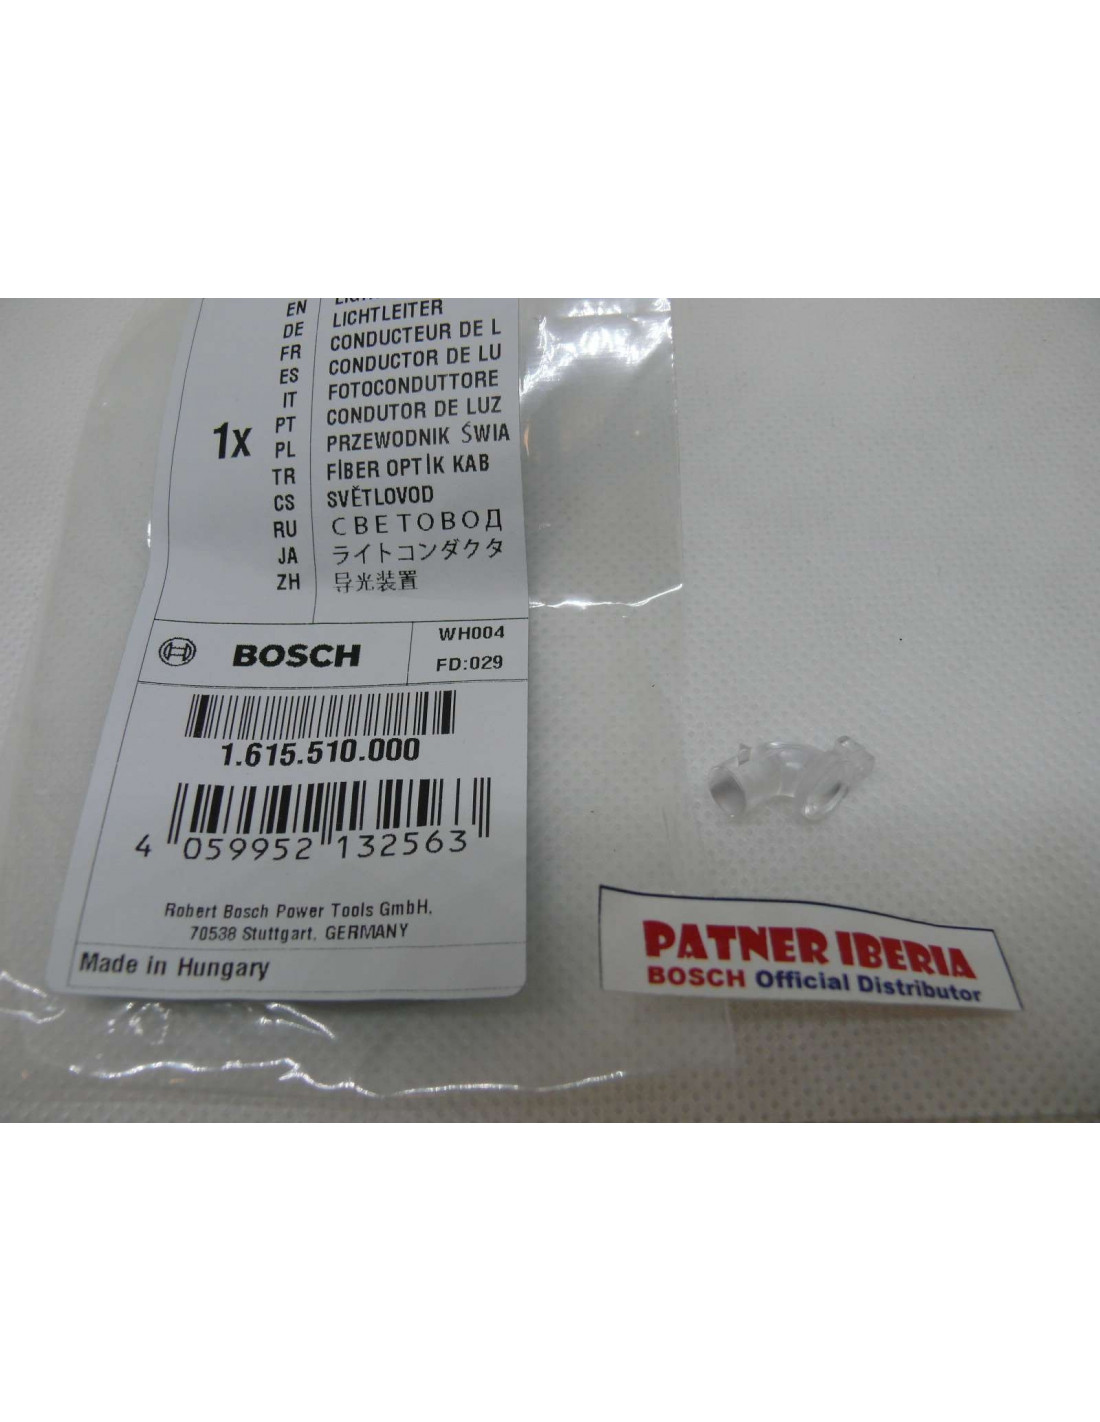 EN
DE LICHTLEITER
FR CONDUCTEUR DE L
ES CONDUCTOR DE LU
IT FOTOCONDUTTORE
PT CONDUTOR DE LUZ
1x
PL PRZEWODNIK ŚWIA
TR FİBER OPTİK KAB
CS SVĚTLOVOD
RU СВЕТОВОД
JA ライトコンダクタ
ZH 导光装置
BOSCH
WH004
FD:029
1.615.510.000
4 059952 132563
Robert Bosch Power Tools GmbH.
70538 Stuttgart. GERMANY
Made in Hungary
PATNER IBERIA
BOSCH Official Distributor